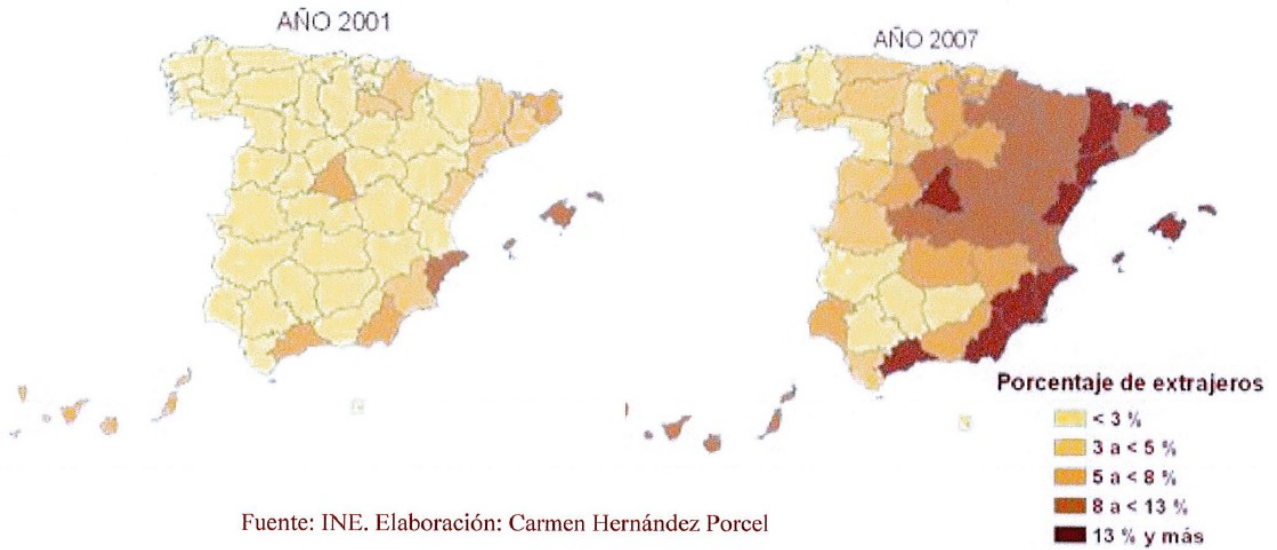 AÑO 2001
AÑO 2007
Porcentaje de extrajeros
< 3 %
3 a < 5 %
5 a < 8 %
8 a < 13 %
13 % y más
Fuente: INE. Elaboración: Carmen Hernández Porcel